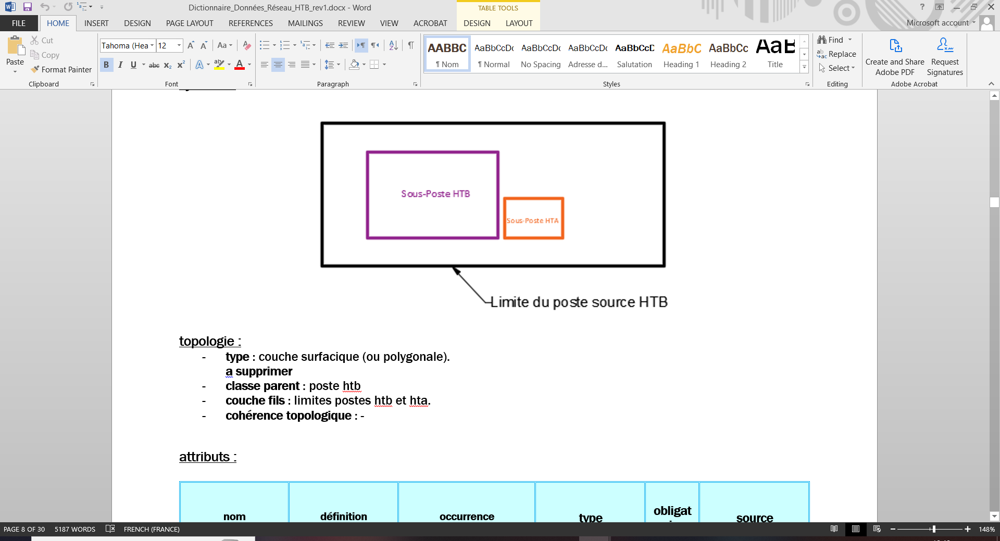 Dictionnaire_Données_Réseau_HTB_rev1.docx - Word
TABLE TOOLS
?
FILE
HOME
INSERT
DESIGN
PAGE LAYOUT
REFERENCES
MAILINGS
REVIEW
VIEW
ACROBAT
DESIGN
LAYOUT
Microsoft account
Paste
Cut
Copy
Format Painter
Clipboard
Tahoma (Hea
12
Font
Paragraph
AABBC
¶ Nom
AaBbCcDc
¶ Normal
AaBbCcDc
No Spacing
AaBbCcDc
Adresse d...
AaBbCcD
Salutation
AaBbC
Heading 1
AaBbCc
Heading 2
AaB
Title
Styles
Find
Replace
Select
Editing
Create and Share
Adobe PDF
Request
Signatures
Adobe Acrobat
Sous-Poste HTB
Sous-Poste HTA
Limite du poste source HTB
topologie :
- type : couche surfacique (ou polygonale).
a supprimer
- classe parent : poste htb
- couche fils : limites postes htb et hta.
- cohérence topologique : -
attributs :
nom
définition
occurrence
type
obligat
source
PAGE 8 OF 30
5187 WORDS
FRENCH (FRANCE)
148%